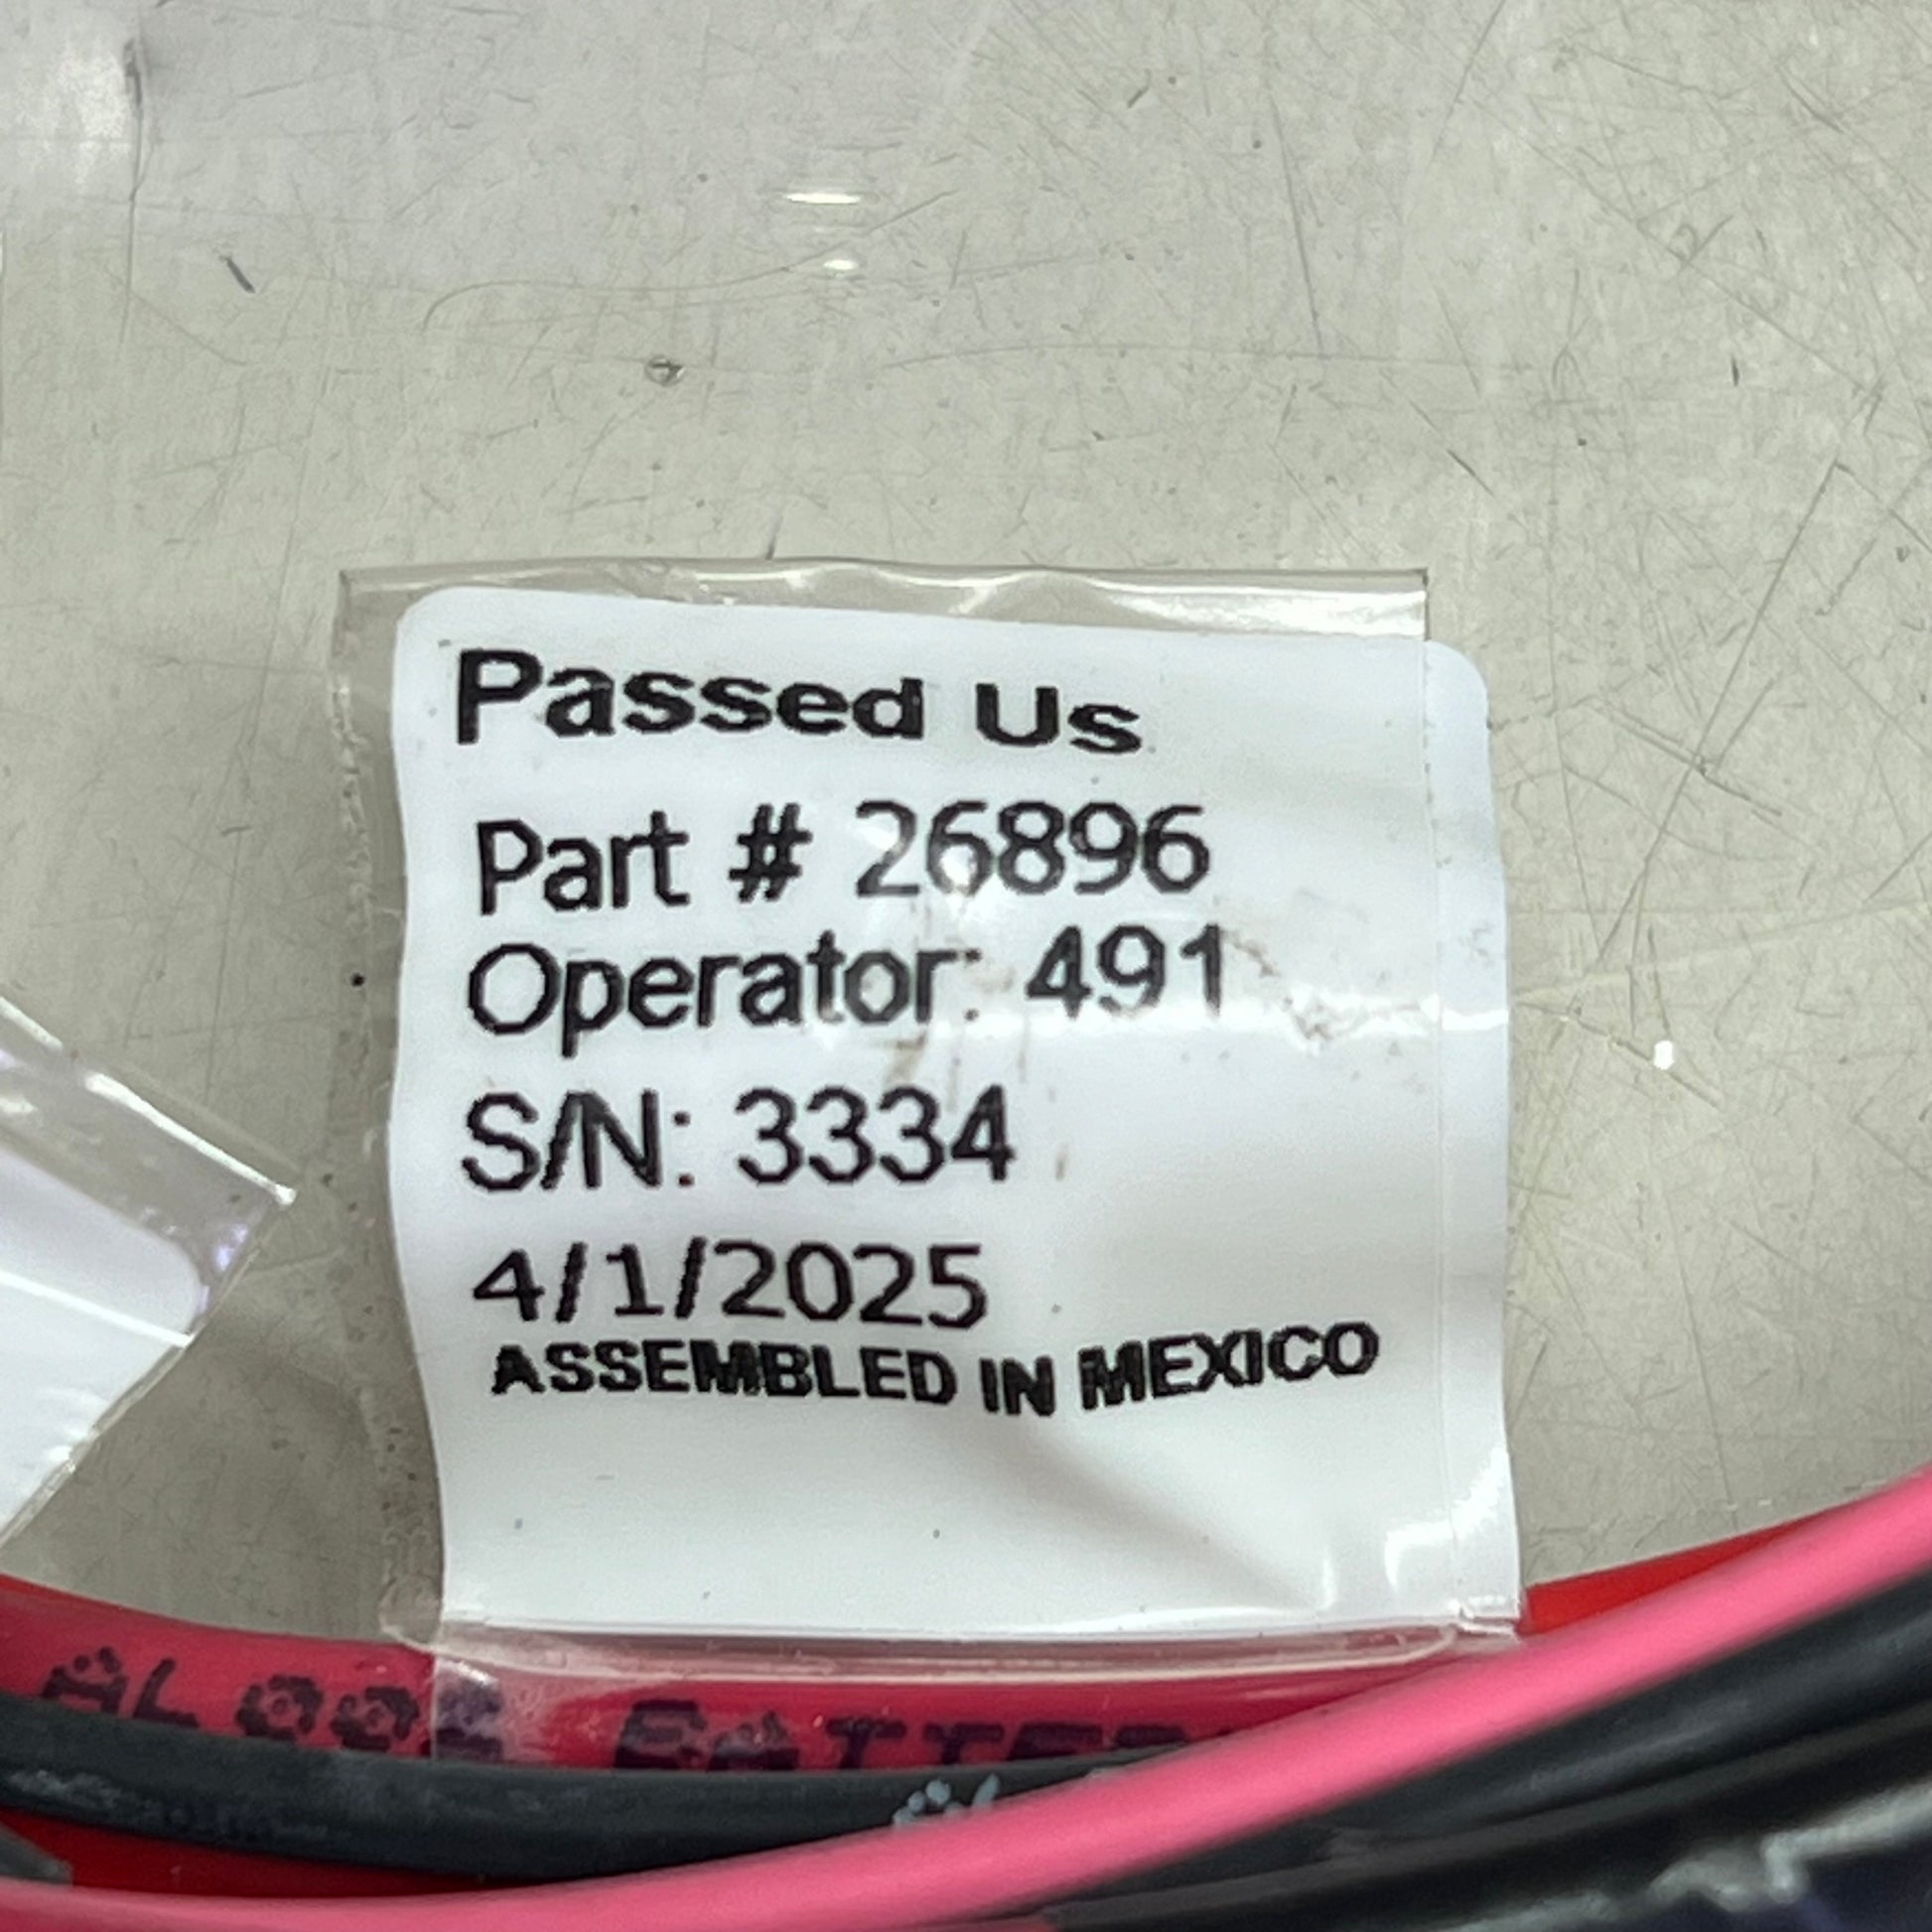 Passed Us
Part # 26896
Operator: 491
S/N: 3334
4/1/2025
ASSEMBLED IN MEXICO